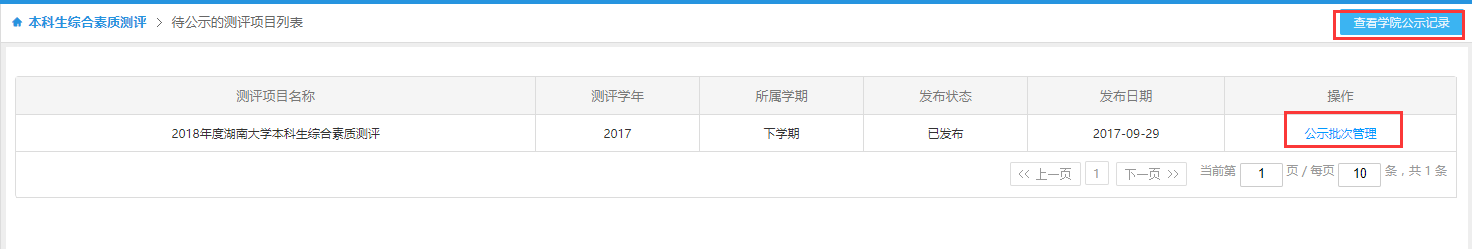 本科生综合素质测评 > 待公示的测评项目列表 查看学院公示记录
测评项目名称 测评学年 所属学期 发布状态 发布日期 操作
2018年度湖南大学本科生综合素质测评 2017 下学期 已发布 2017-09-29 公示批次管理
<< 上一页 1 下一页 >> 当前第 1 页 / 每页 10 条，共 1 条